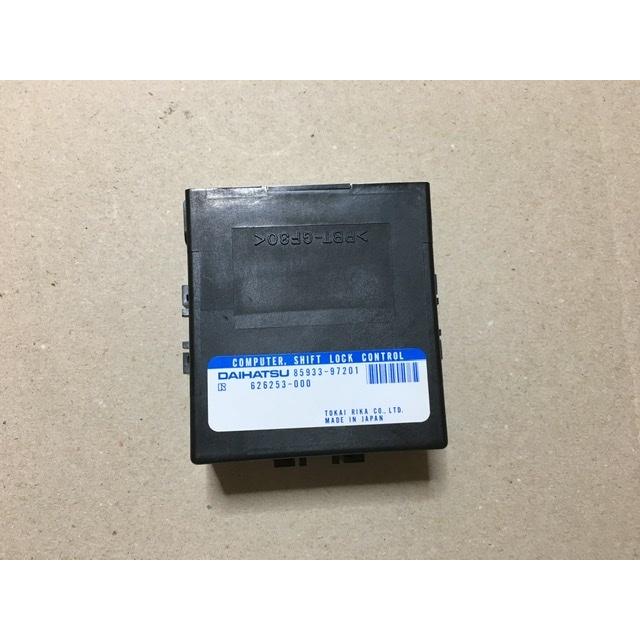 >PBT-GF30<
COMPUTER, SHIFT LOCK CONTROL
DAIHATSU 85933-97201
R 626253-000
TOKAI RIKA CO., LTD.
MADE IN JAPAN